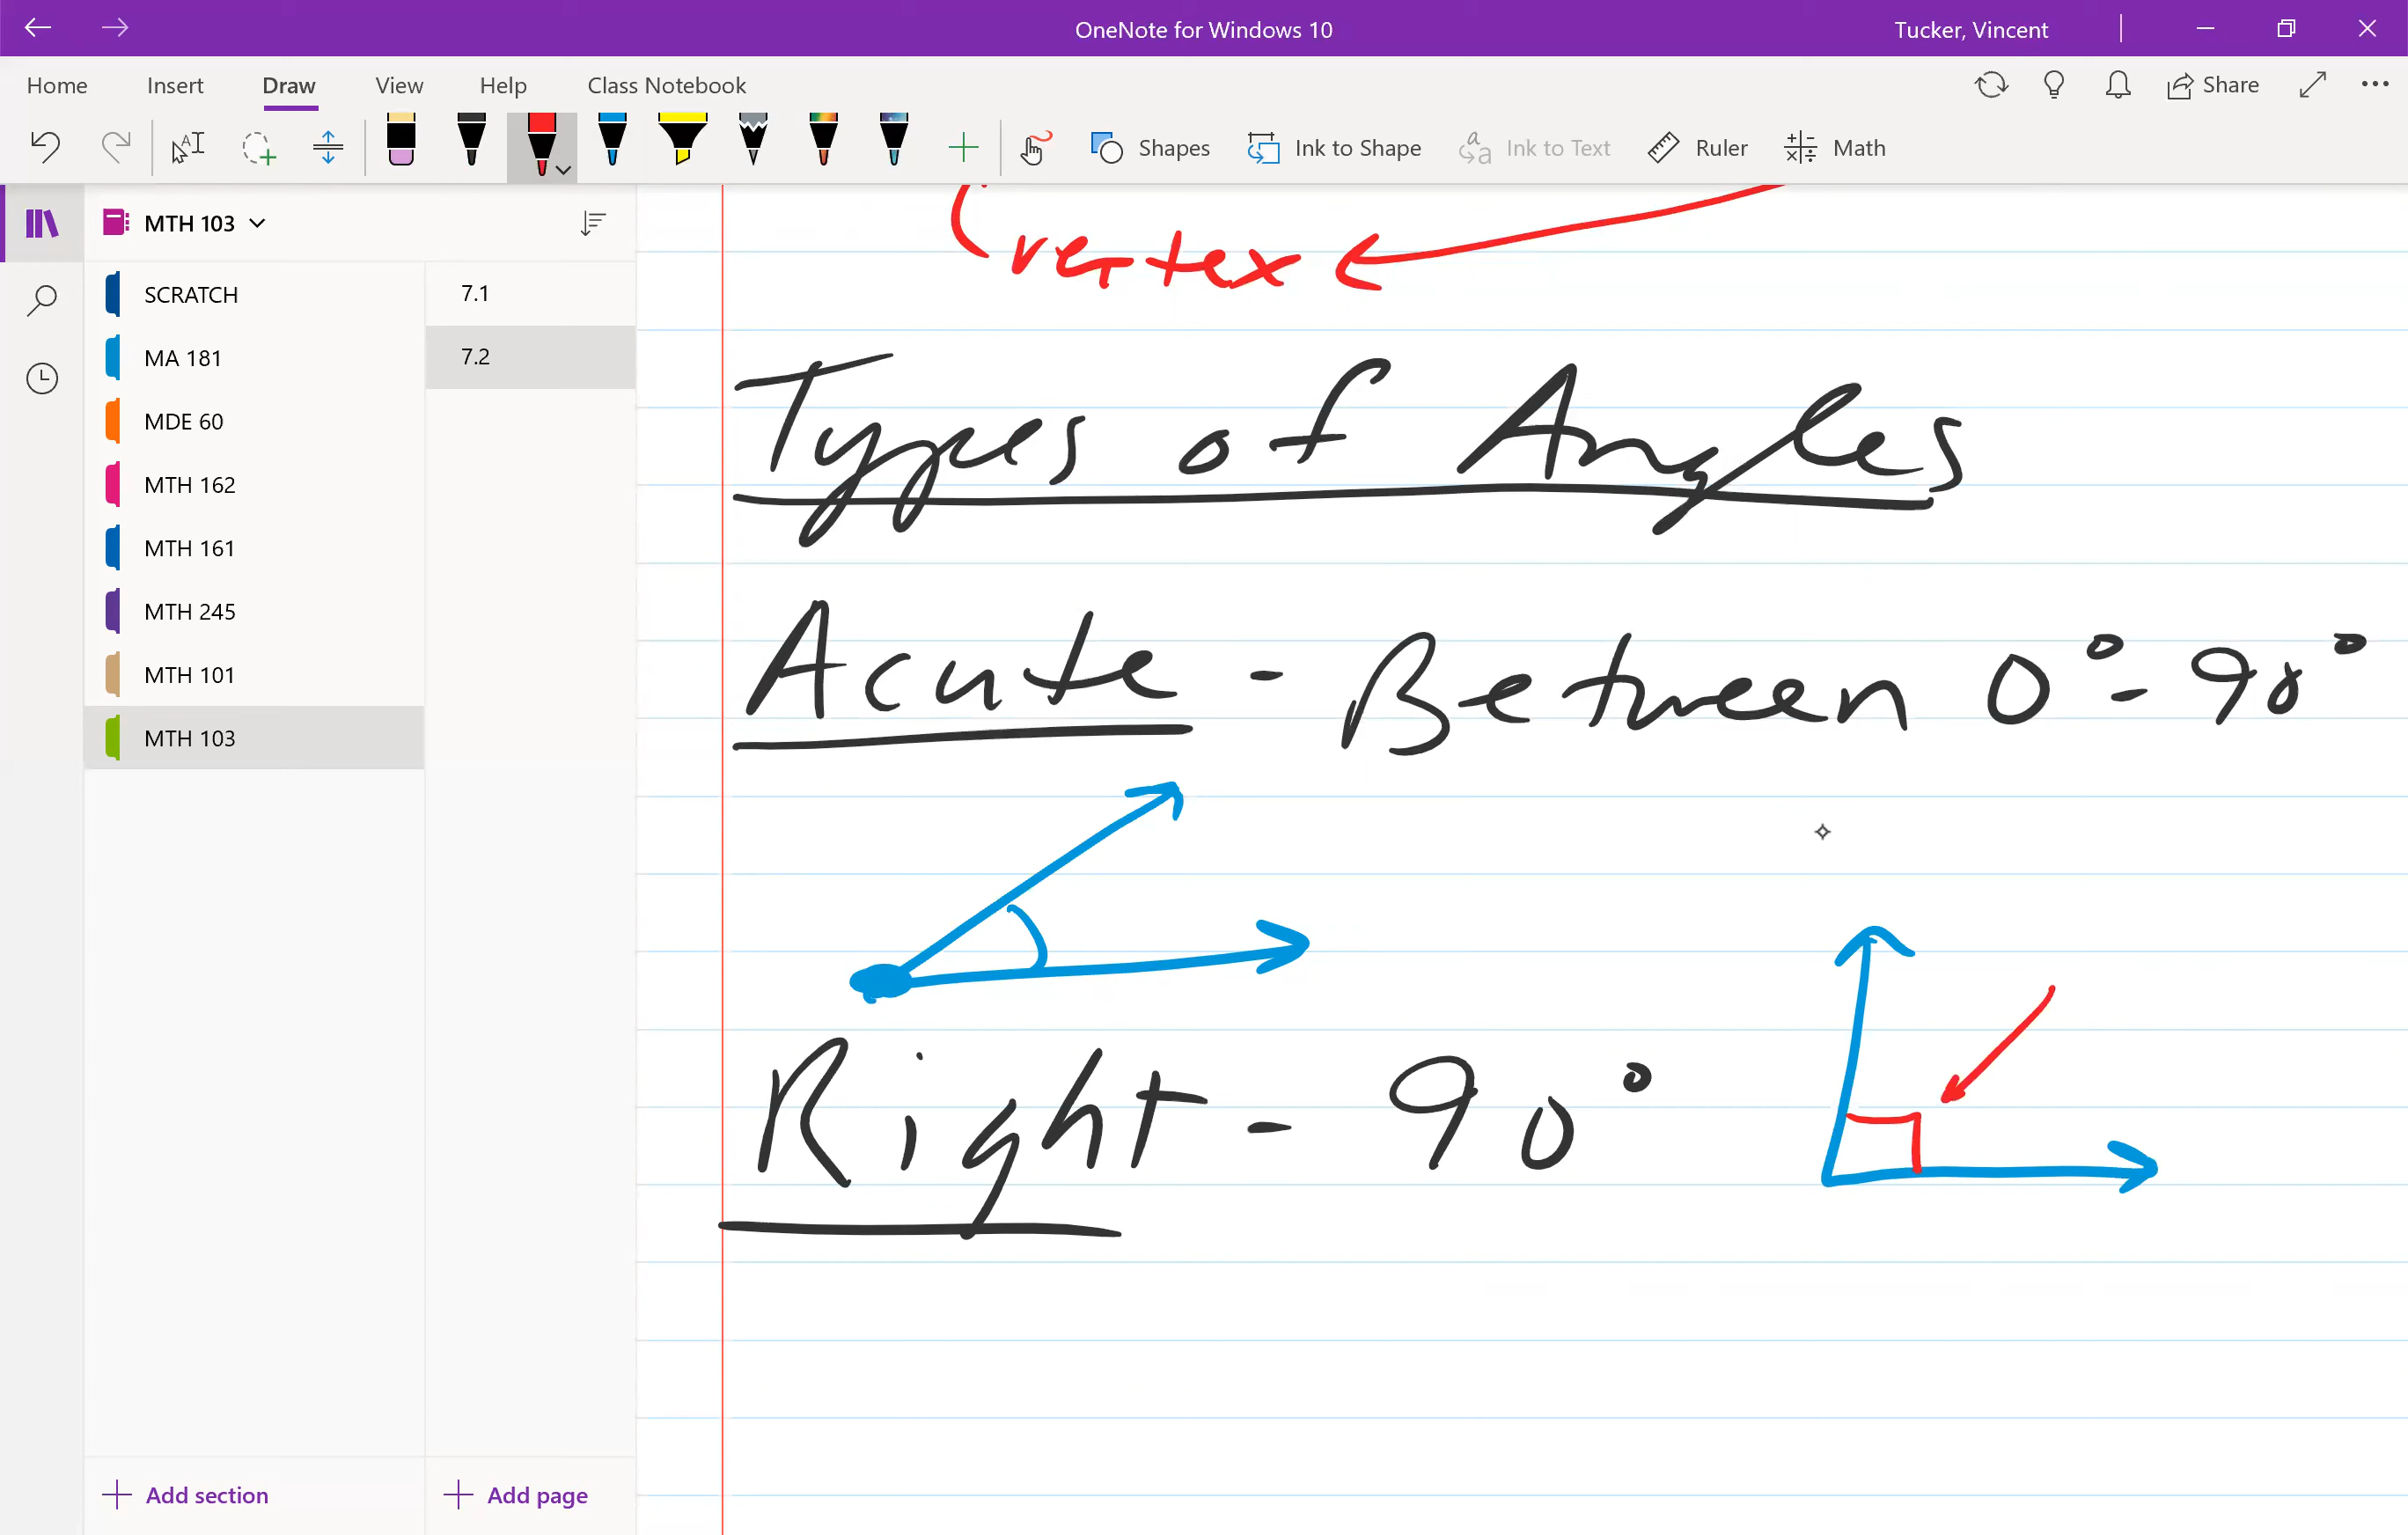 OneNote for Windows 10
Tucker, Vincent
Home Insert Draw View Help Class Notebook
Share
Shapes Ink to Shape Ink to Text Ruler Math
MTH 103
SCRATCH
MA 181
MDE 60
MTH 162
MTH 161
MTH 245
MTH 101
MTH 103
Add section
7.1
7.2
Add page
vertex
Types of Angles
Acute - Between 0° - 90°
Right - 90°